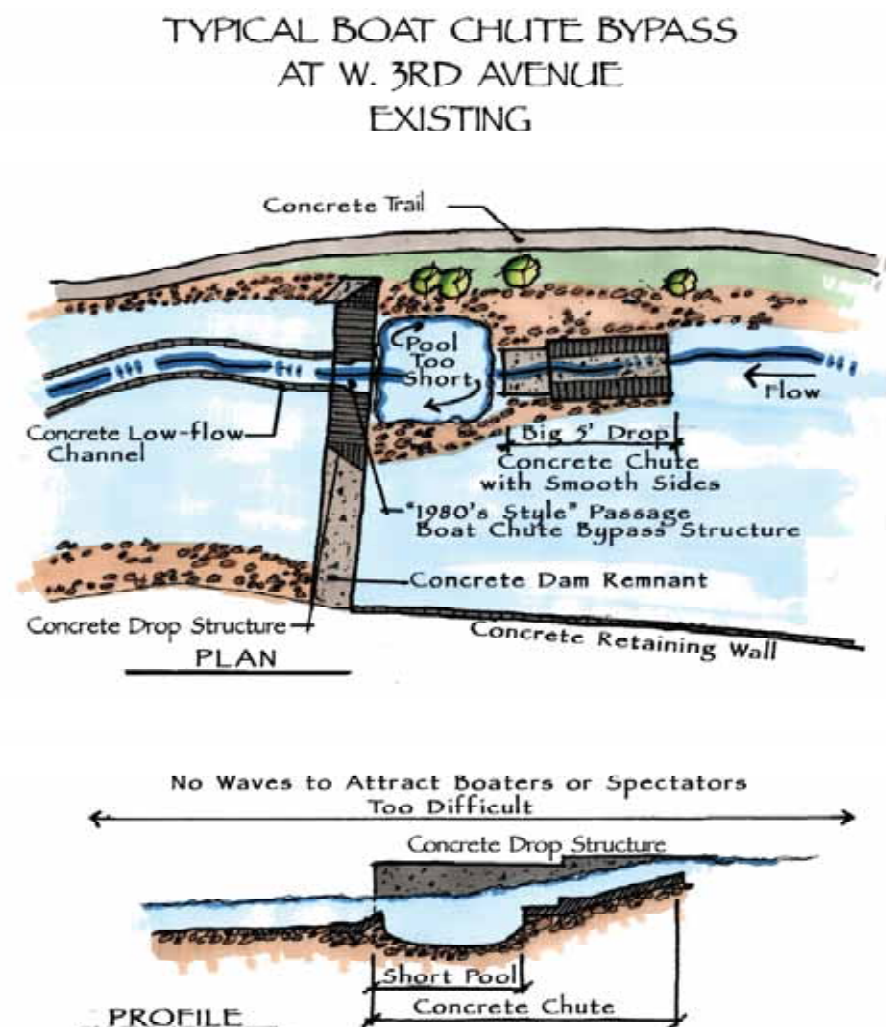 TYPICAL BOAT CHUTE BYPASS
AT W. 3RD AVENUE
EXISTING
Concrete Trail
Pool
Too
Short
Flow
Concrete Low-flow
Channel
Big 5' Drop
Concrete Chute
with Smooth Sides
"1980's Style" Passage
Boat Chute Bypass Structure
Concrete Dam Remnant
Concrete Drop Structure
Concrete Retaining Wall
PLAN
No Waves to Attract Boaters or Spectators
Too Difficult
Concrete Drop Structure
Short Pool
Concrete Chute
PROFILE